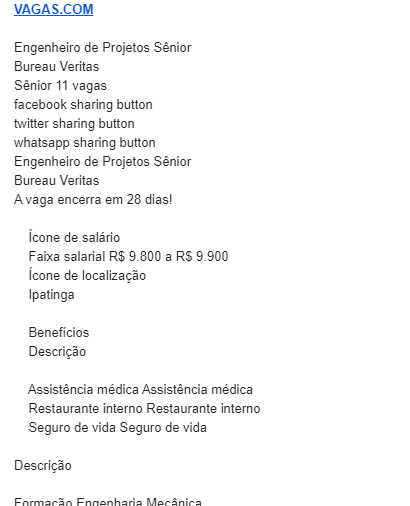 VAGAS.COM
Engenheiro de Projetos Sênior
Bureau Veritas
Sênior 11 vagas
facebook sharing button
twitter sharing button
whatsapp sharing button
Engenheiro de Projetos Sênior
Bureau Veritas
A vaga encerra em 28 dias!
Ícone de salário
Faixa salarial R$ 9.800 a R$ 9.900
Ícone de localização
Ipatinga
Benefícios
Descrição
Assistência médica Assistência médica
Restaurante interno Restaurante interno
Seguro de vida Seguro de vida
Descrição
Formação Engenharia Mecânica